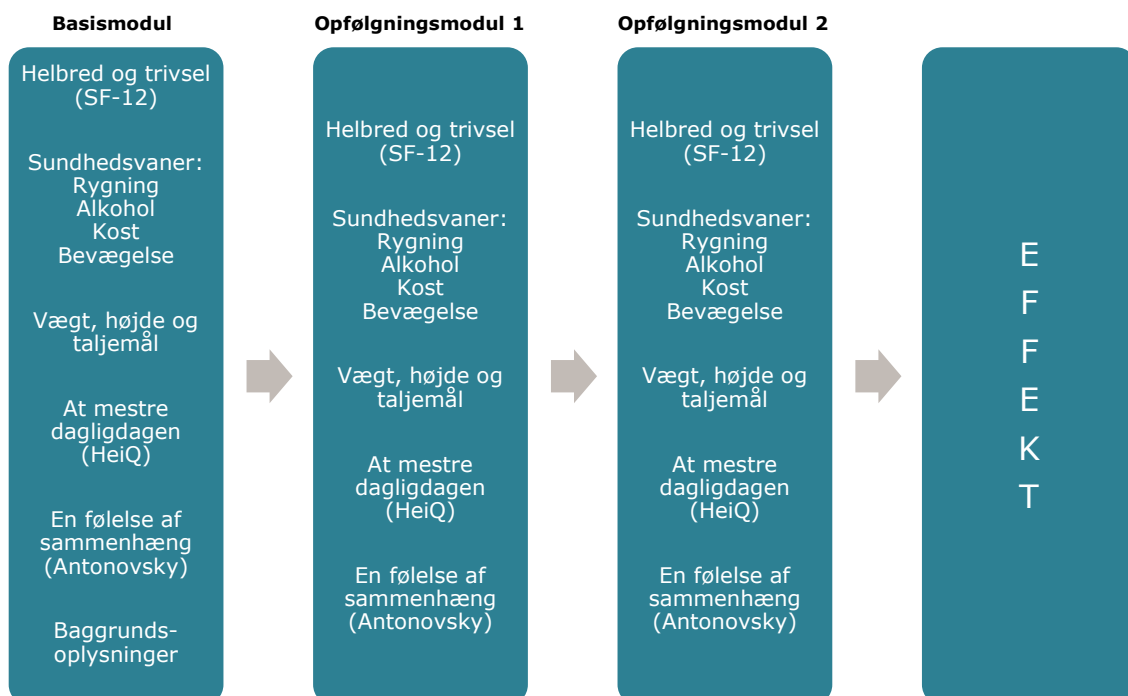 Basismodul
Helbred og trivsel
(SF-12)
Sundhedsvaner:
Rygning
Alkohol
Kost
Bevægelse
Vægt, højde og
taljemål
At mestre
dagligdagen
(HeiQ)
En følelse af
sammenhæng
(Antonovsky)
Baggrunds-
oplysninger
Opfølgningsmodul 1
Helbred og trivsel
(SF-12)
Sundhedsvaner:
Rygning
Alkohol
Kost
Bevægelse
Vægt, højde og
taljemål
At mestre
dagligdagen
(HeiQ)
En følelse af
sammenhæng
(Antonovsky)
Opfølgningsmodul 2
Helbred og trivsel
(SF-12)
Sundhedsvaner:
Rygning
Alkohol
Kost
Bevægelse
Vægt, højde og
taljemål
At mestre
dagligdagen
(HeiQ)
En følelse af
sammenhæng
(Antonovsky)
E
F
F
E
K
T